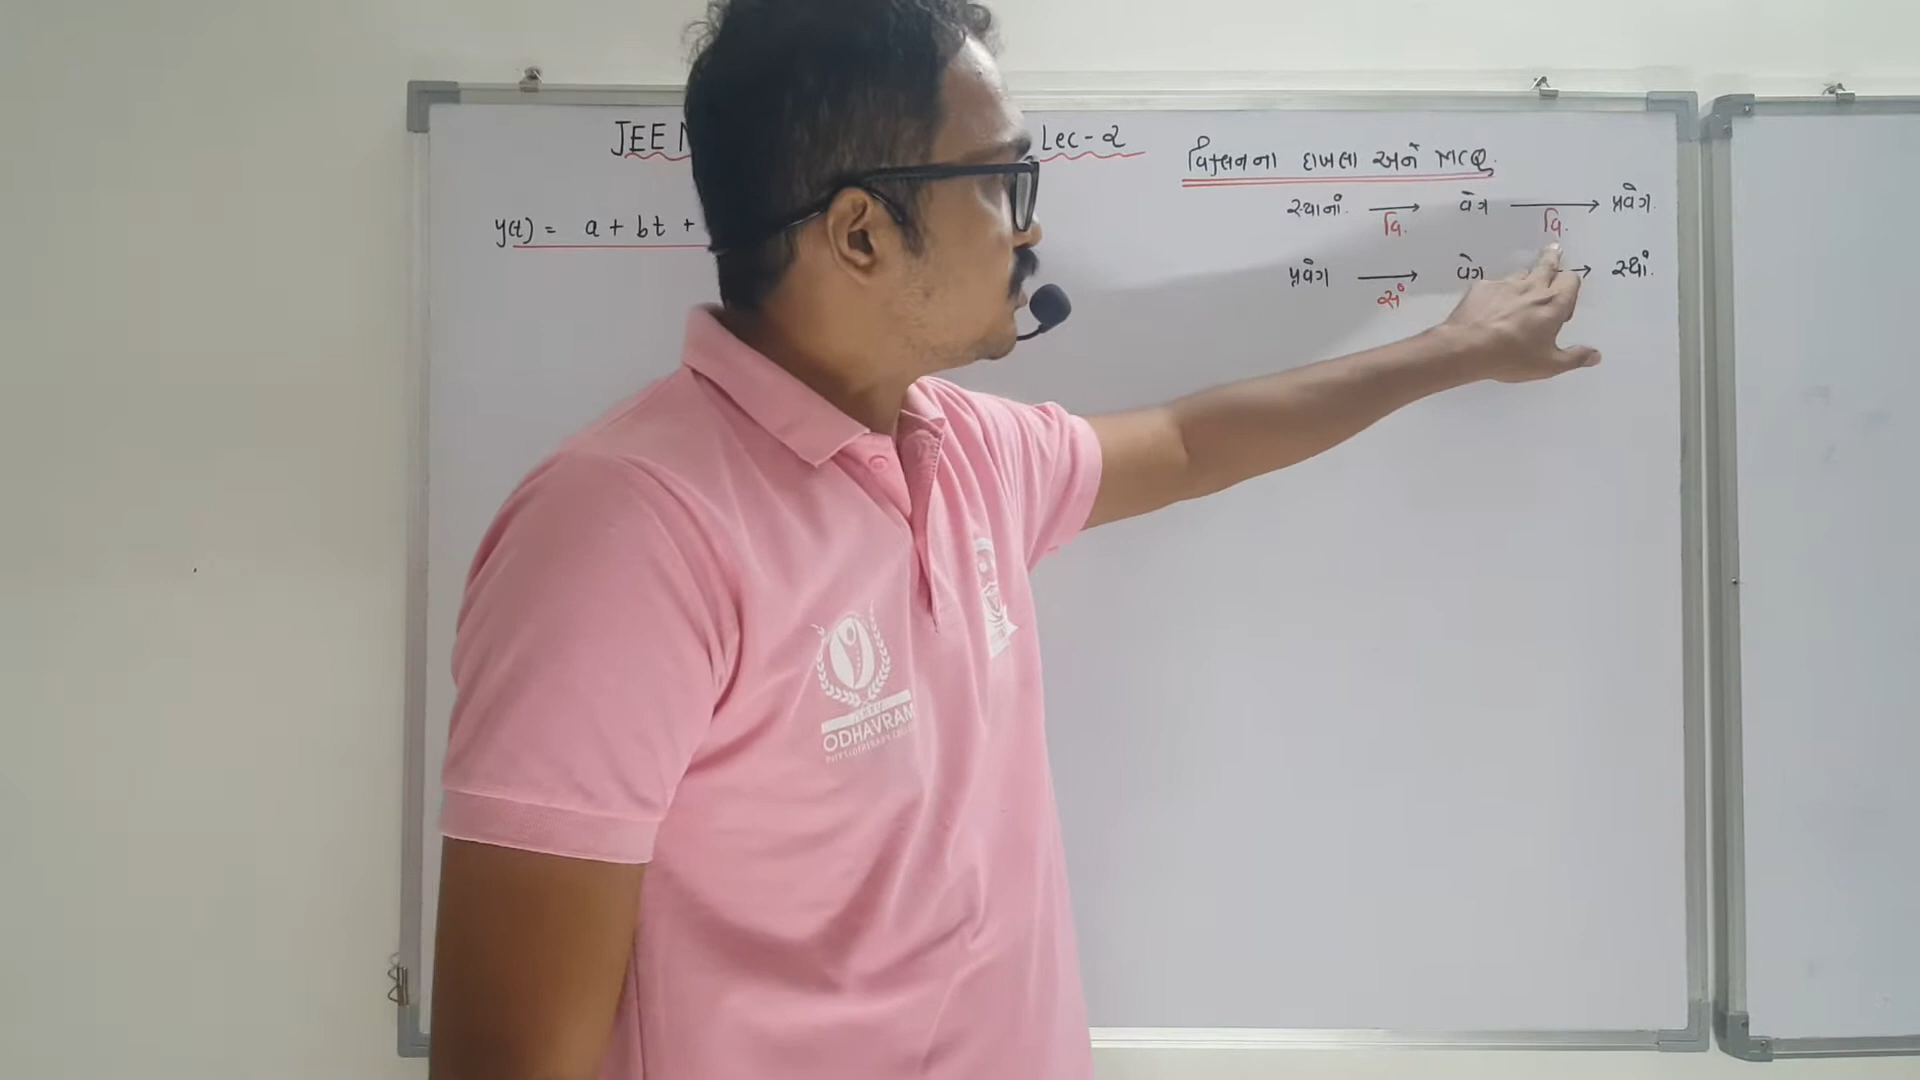 JEE
Lec-2
વિકલનના દાખલા અને MCQ.
y(t) = a + bt +
સ્થાનાં. → વેગ → પ્રવેગ.
વિ. વિ.
પ્રવેગ → વેગ → સ્થાં.
સં
ODHAVRAM